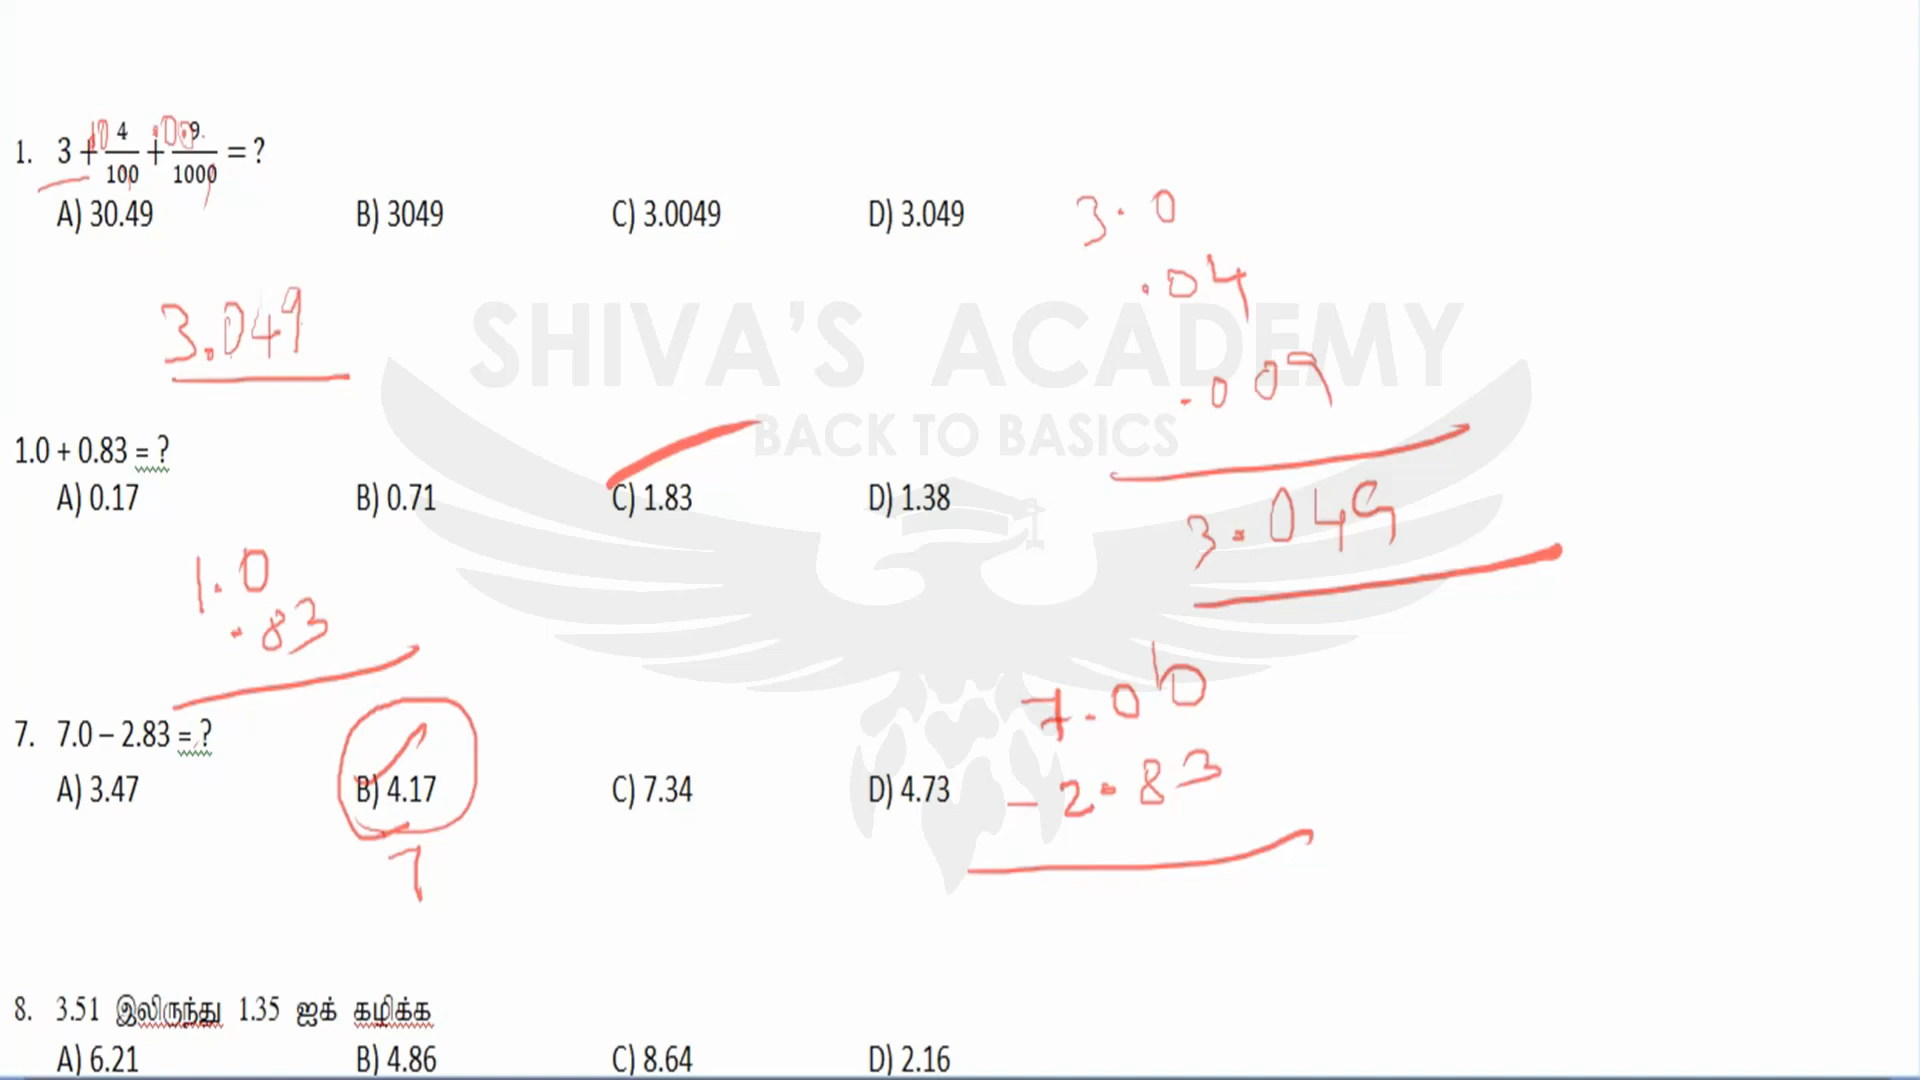 1. 3 + 4/100 + 9/1000 = ?
A) 30.49 B) 3049 C) 3.0049 D) 3.049
3.0
.04
.009
3.049
3.049
SHIVA'S ACADEMY
BACK TO BASICS
1.0 + 0.83 = ?
A) 0.17 B) 0.71 C) 1.83 D) 1.38
1.0
.83
7. 7.0 – 2.83 = ?
A) 3.47 B) 4.17 C) 7.34 D) 4.73
7
7.00
– 2.83
8. 3.51 இலிருந்து 1.35 ஐக் கழிக்க
A) 6.21 B) 4.86 C) 8.64 D) 2.16